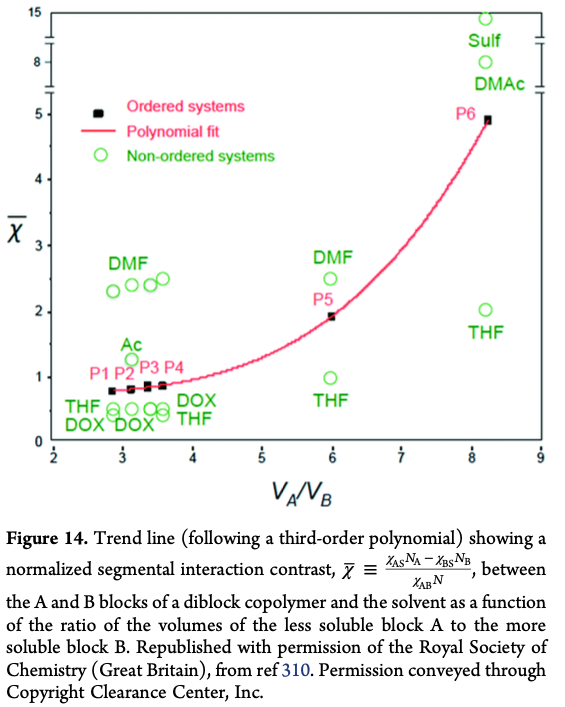 15
Sulf
8
DMAc
5
Ordered systems
P6
Polynomial fit
Non-ordered systems
4
χ̅
3
DMF
DMF
P5
2
THF
Ac
P1 P2 P3 P4
1
THF
DOX
THF
DOX DOX
THF
0
2 3 4 5 6 7 8 9
V_A/V_B
Figure 14. Trend line (following a third-order polynomial) showing a
normalized segmental interaction contrast, χ̅ ≡ (χ_AS N_A − χ_BS N_B)/(χ_AB N), between
the A and B blocks of a diblock copolymer and the solvent as a function
of the ratio of the volumes of the less soluble block A to the more
soluble block B. Republished with permission of the Royal Society of
Chemistry (Great Britain), from ref 310. Permission conveyed through
Copyright Clearance Center, Inc.